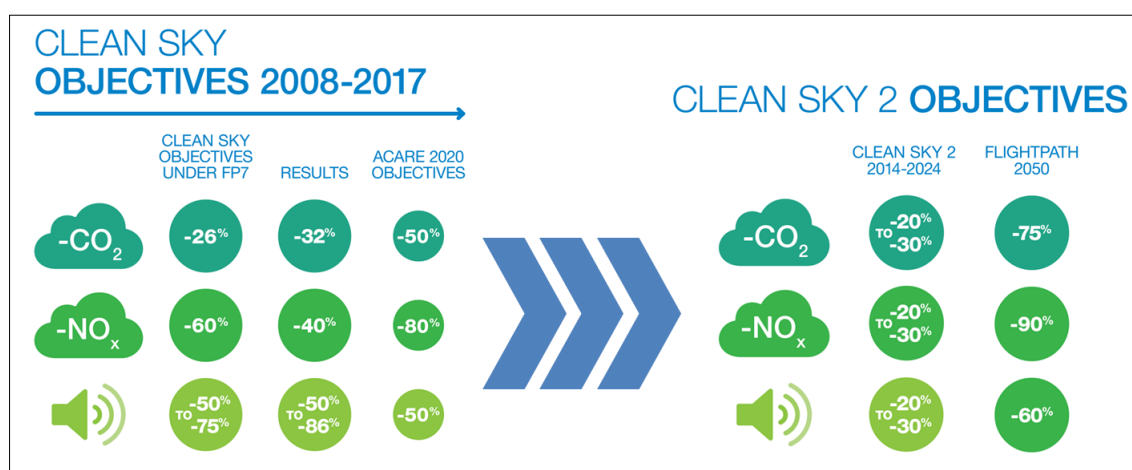 CLEAN SKY
OBJECTIVES 2008-2017
CLEAN SKY
OBJECTIVES
UNDER FP7
RESULTS
ACARE 2020
OBJECTIVES
-CO2
-26%
-32%
-50%
-NOx
-60%
-40%
-80%
-50%
TO
-75%
-50%
TO
-86%
-50%
CLEAN SKY 2 OBJECTIVES
CLEAN SKY 2
2014-2024
FLIGHTPATH
2050
-CO2
-20%
TO
-30%
-75%
-NOx
-20%
TO
-30%
-90%
-20%
TO
-30%
-60%